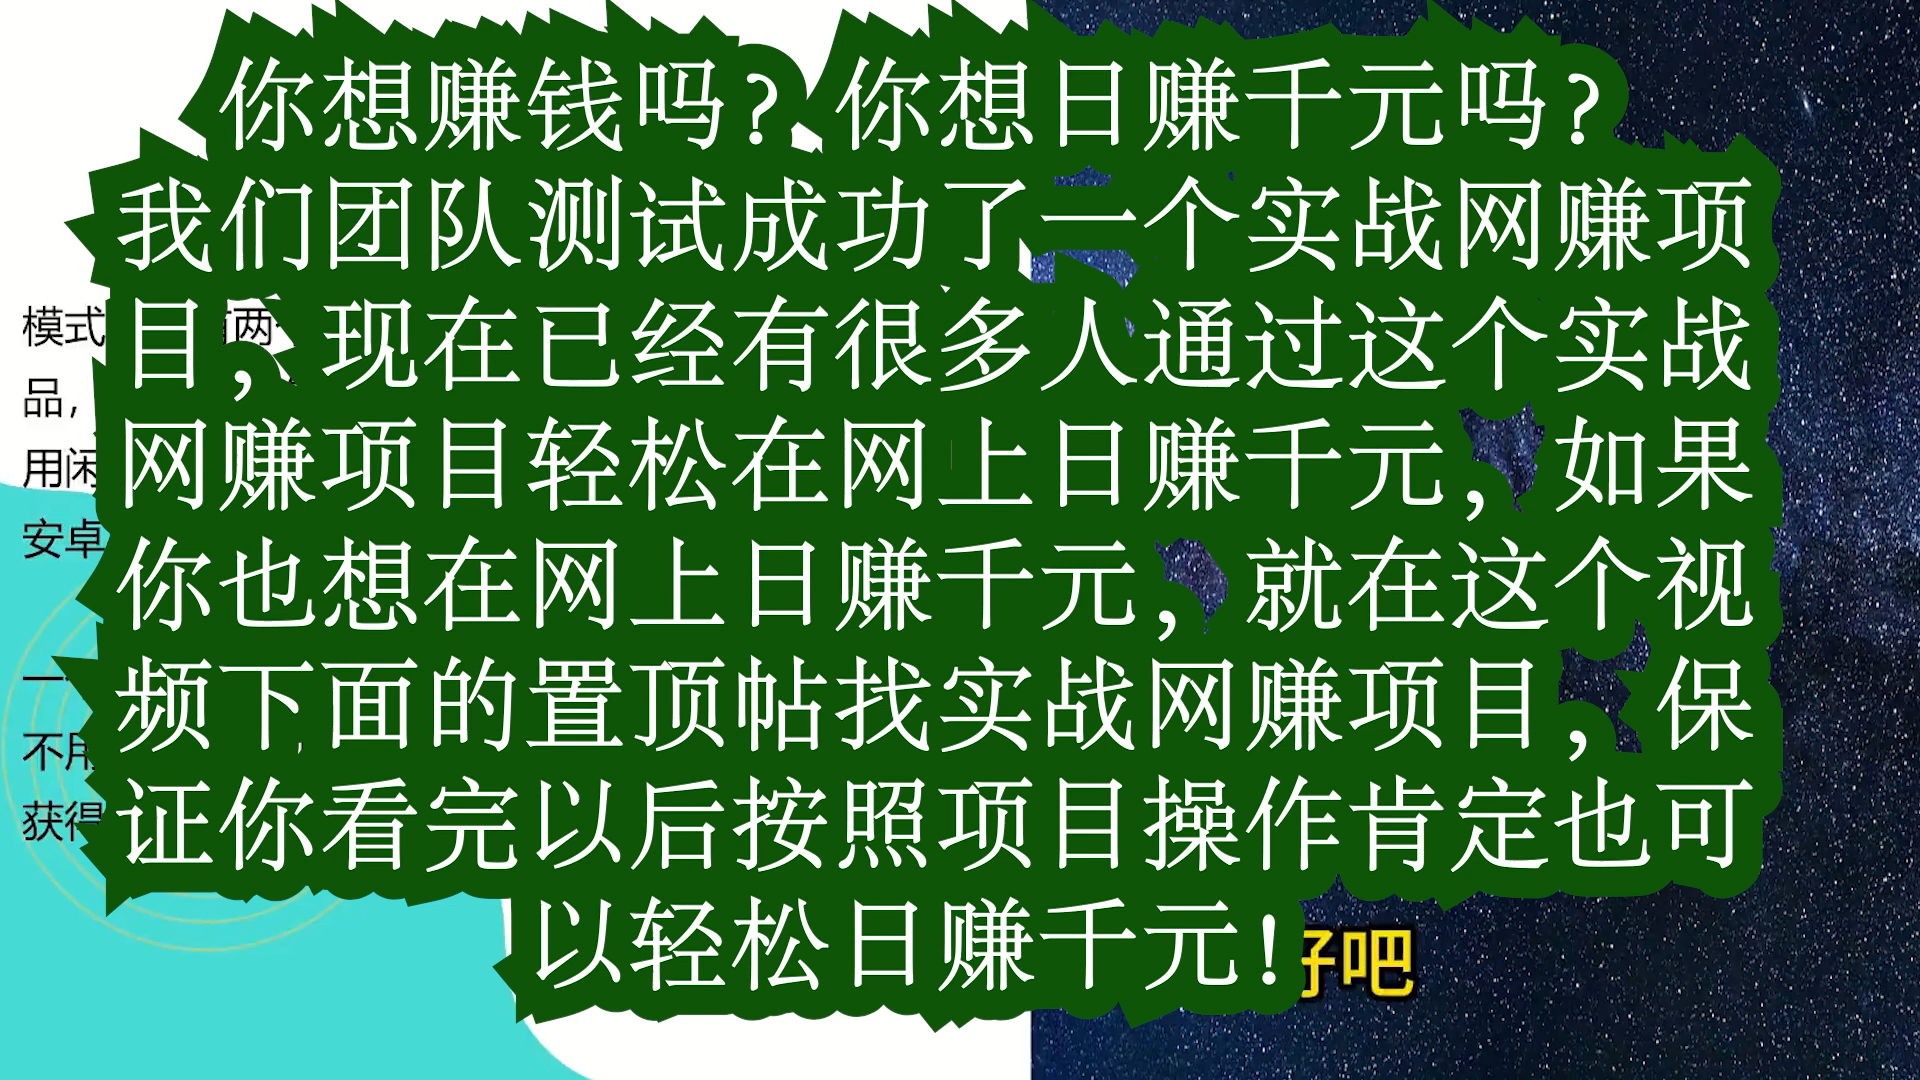 你想赚钱吗？你想日赚千元吗？
我们团队测试成功了一个实战网赚项
目，现在已经有很多人通过这个实战
网赚项目轻松在网上日赚千元，如果
你也想在网上日赚千元，就在这个视
频下面的置顶帖找实战网赚项目，保
证你看完以后按照项目操作肯定也可
以轻松日赚千元！
模式
两
品，
用闲
安卓
一
不用
获得
好吧